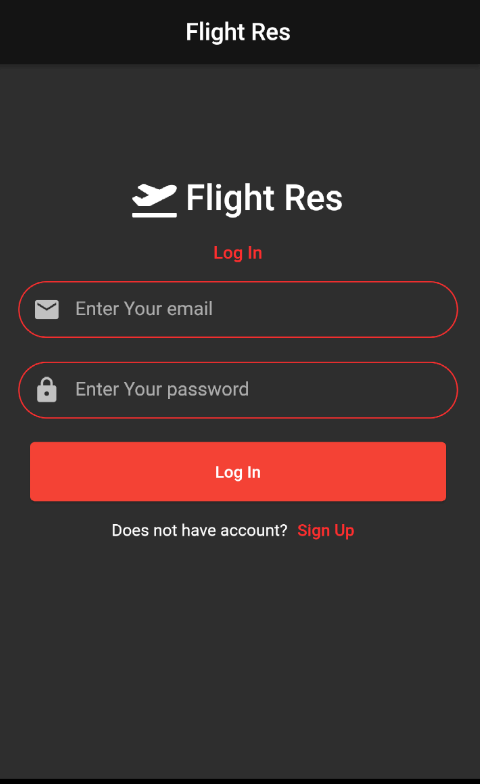 Flight Res
Flight Res
Log In
Enter Your email
Enter Your password
Log In
Does not have account? Sign Up